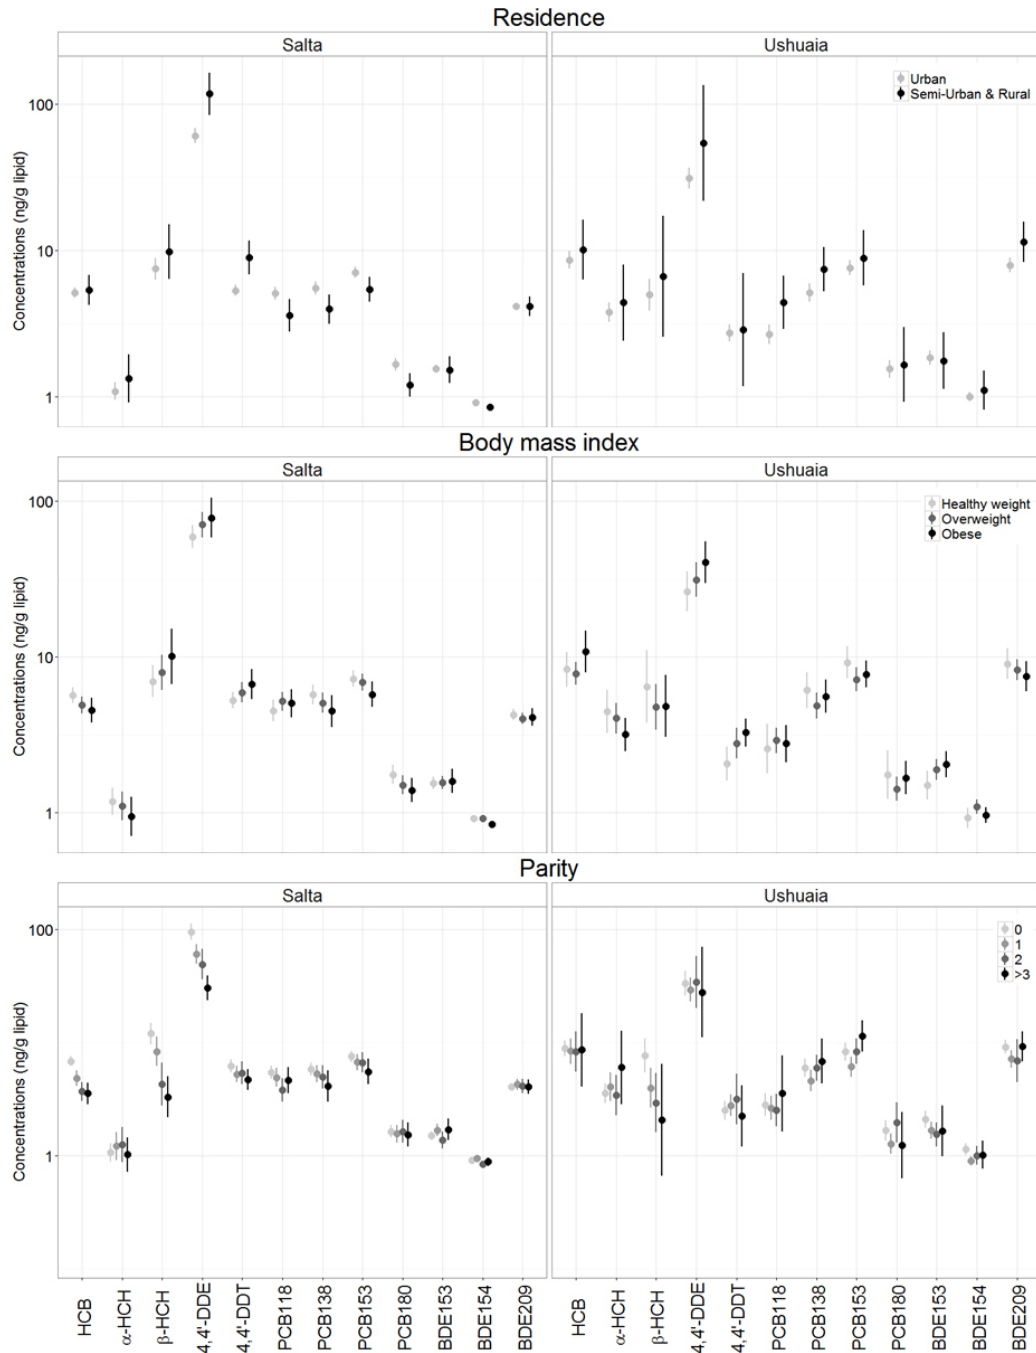 Residence
Salta
Ushuaia
Urban
Semi-Urban & Rural
Concentrations (ng/g lipid)
100
10
1
Body mass index
Salta
Ushuaia
Healthy weight
Overweight
Obese
Concentrations (ng/g lipid)
100
10
1
Parity
Salta
Ushuaia
0
1
2
>3
Concentrations (ng/g lipid)
100
1
HCB
α-HCH
β-HCH
4,4'-DDE
4,4'-DDT
PCB118
PCB138
PCB153
PCB180
BDE153
BDE154
BDE209
HCB
α-HCH
β-HCH
4,4'-DDE
4,4'-DDT
PCB118
PCB138
PCB153
PCB180
BDE153
BDE154
BDE209